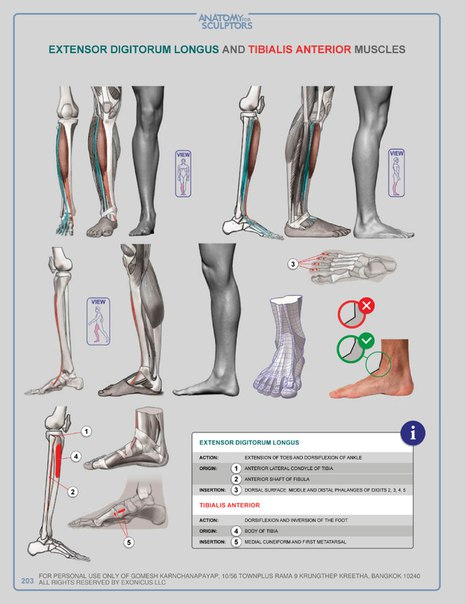 ANATOMY FOR
SCULPTORS
EXTENSOR DIGITORUM LONGUS AND TIBIALIS ANTERIOR MUSCLES
VIEW
VIEW
3
VIEW
1
4
2
5
i
EXTENSOR DIGITORUM LONGUS
ACTION: EXTENSION OF TOES AND DORSIFLEXION OF ANKLE
ORIGIN: 1 ANTERIOR LATERAL CONDYLE OF TIBIA
2 ANTERIOR SHAFT OF FIBULA
INSERTION: 3 DORSAL SURFACE: MIDDLE AND DISTAL PHALANGES OF DIGITS 2, 3, 4, 5
TIBIALIS ANTERIOR
ACTION: DORSIFLEXION AND INVERSION OF THE FOOT
ORIGIN: 4 BODY OF TIBIA
INSERTION: 5 MEDIAL CUNEIFORM AND FIRST METATARSAL
203 FOR PERSONAL USE ONLY OF GOMESH KARNCHANAPAYAP, 10/56 TOWNPLUS RAMA 9 KRUNGTHEP KREETHA, BANGKOK 10240
ALL RIGHTS RESERVED BY EXONICUS LLC